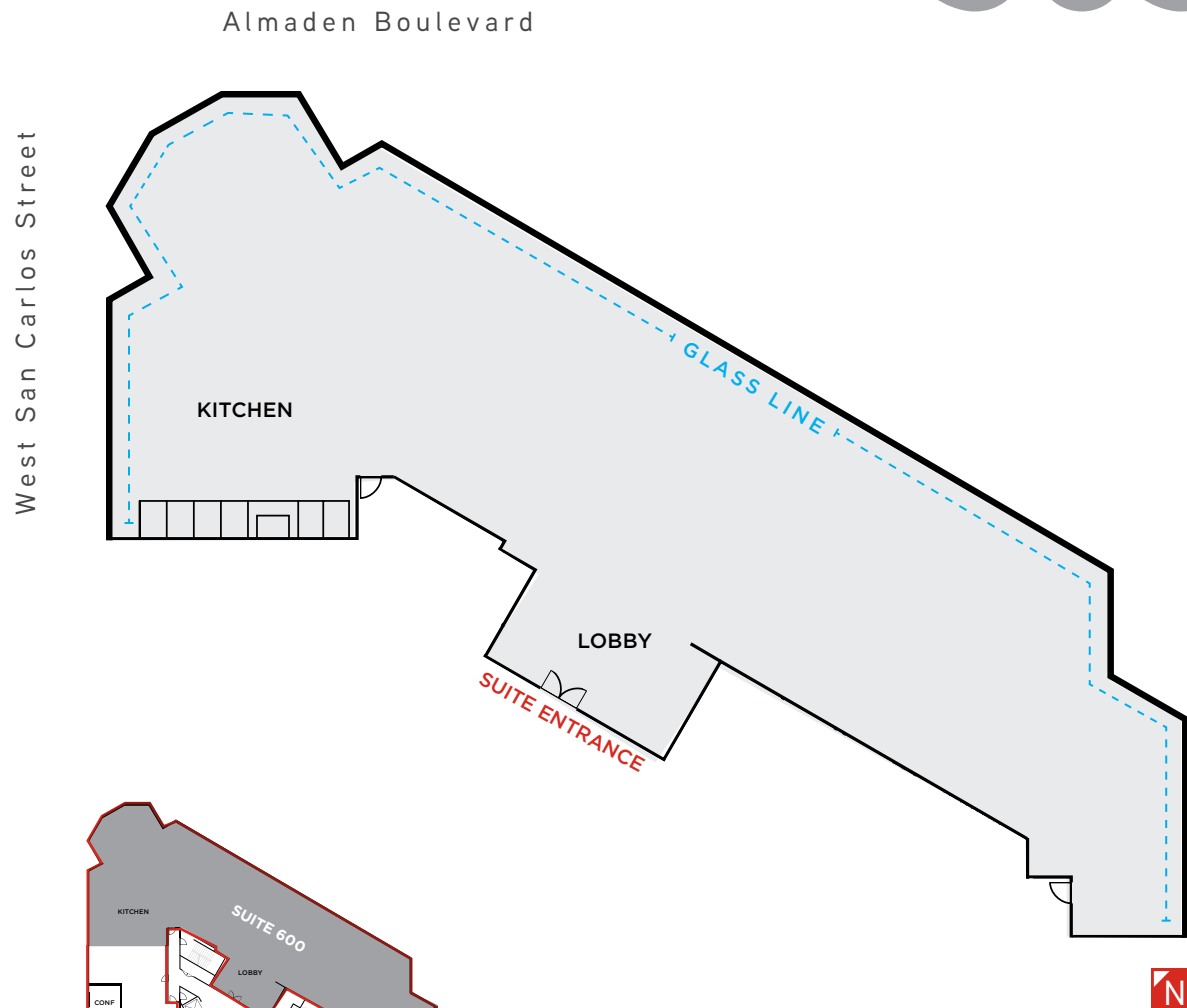 Almaden Boulevard
West San Carlos Street
GLASS LINE
KITCHEN
LOBBY
SUITE ENTRANCE
KITCHEN
SUITE 600
LOBBY
CONF
N